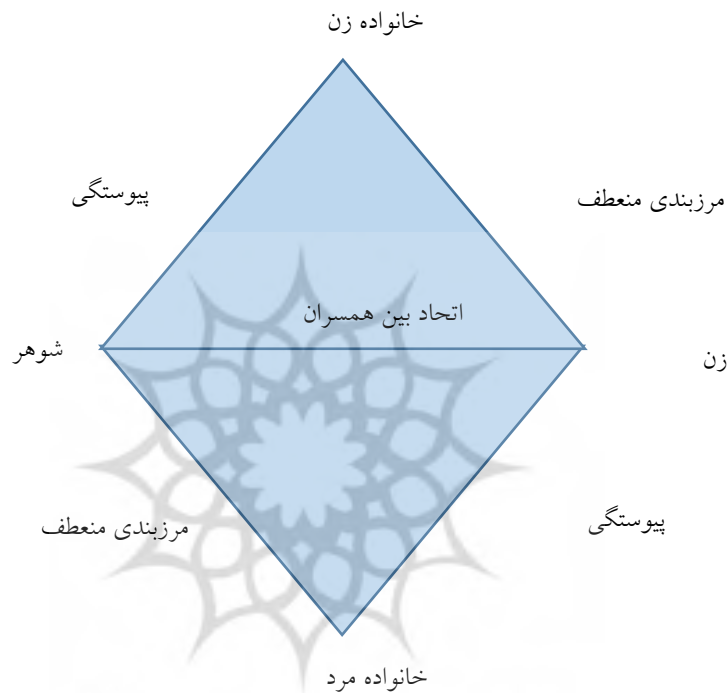 خانواده زن
مرزبندی منعطف
پیوستگی
اتحاد بین همسران
زن
شوهر
پیوستگی
مرزبندی منعطف
خانواده مرد